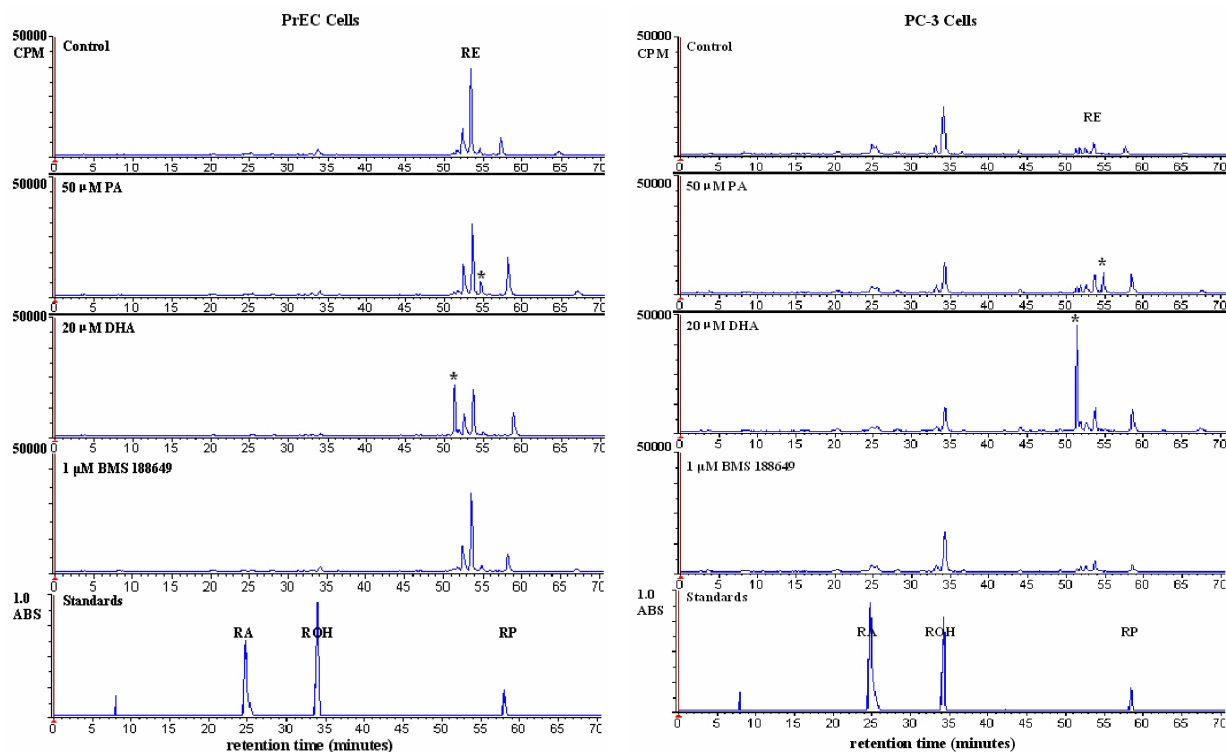 PrEC Cells
50000
CPM
Control
RE
0 5 10 15 20 25 30 35 40 45 50 55 60 65 70
50000
50 μM PA
*
0 5 10 15 20 25 30 35 40 45 50 55 60 65 70
50000
20 μM DHA
*
0 5 10 15 20 25 30 35 40 45 50 55 60 65 70
50000
1 μM BMS 188649
0 5 10 15 20 25 30 35 40 45 50 55 60 65 70
1.0
ABS
Standards
RA ROH RP
0 5 10 15 20 25 30 35 40 45 50 55 60 65 70
retention time (minutes)
PC-3 Cells
50000
CPM
Control
RE
0 5 10 15 20 25 30 35 40 45 50 55 60 65 70
50000
50 μM PA
*
0 5 10 15 20 25 30 35 40 45 50 55 60 65 70
50000
20 μM DHA
*
0 5 10 15 20 25 30 35 40 45 50 55 60 65 70
50000
1 μM BMS 188649
0 5 10 15 20 25 30 35 40 45 50 55 60 65 70
1.0
ABS
Standards
RA ROH RP
0 5 10 15 20 25 30 35 40 45 50 55 60 65 70
retention time (minutes)